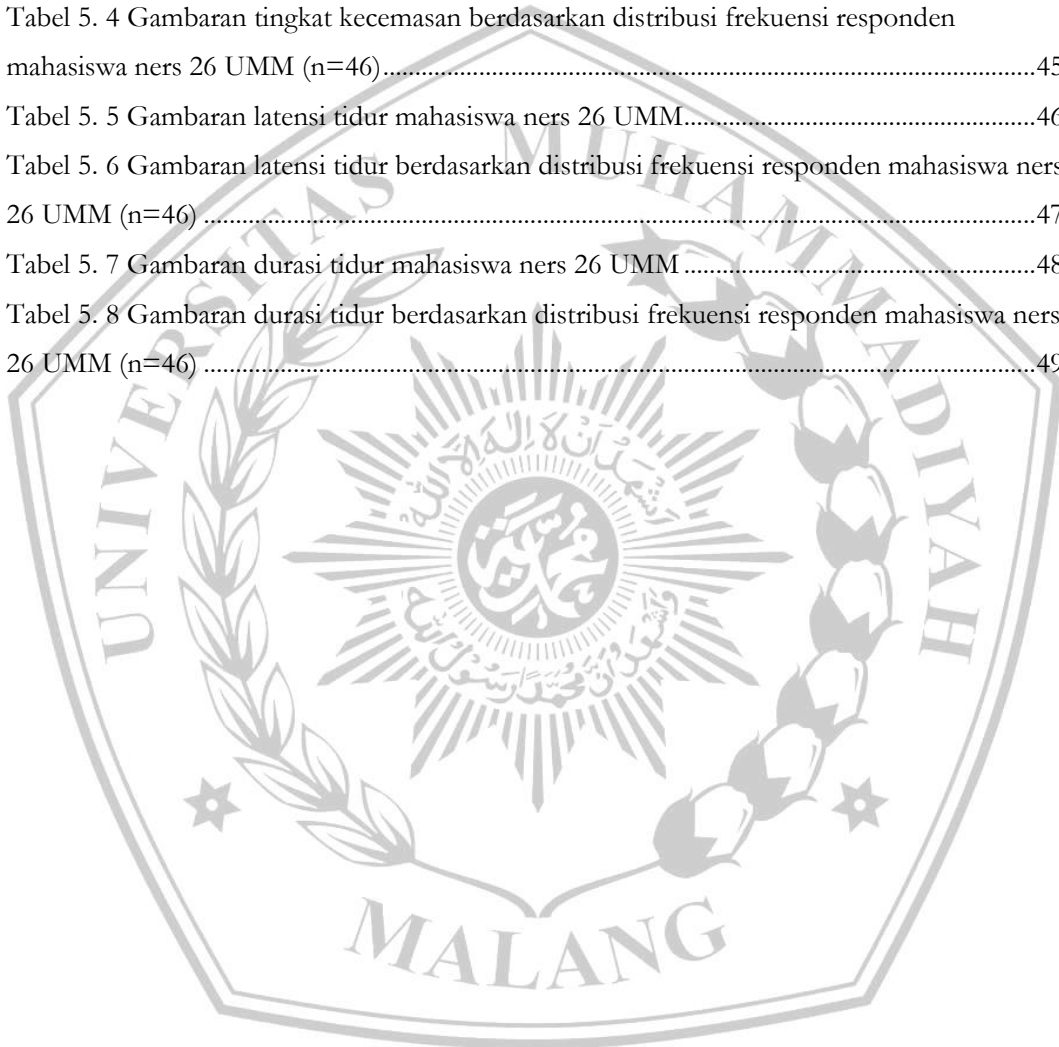 Tabel 5. 4 Gambaran tingkat kecemasan berdasarkan distribusi frekuensi responden
mahasiswa ners 26 UMM (n=46)..........45
Tabel 5. 5 Gambaran latensi tidur mahasiswa ners 26 UMM..........46
Tabel 5. 6 Gambaran latensi tidur berdasarkan distribusi frekuensi responden mahasiswa ners
26 UMM (n=46)..........47
Tabel 5. 7 Gambaran durasi tidur mahasiswa ners 26 UMM..........48
Tabel 5. 8 Gambaran durasi tidur berdasarkan distribusi frekuensi responden mahasiswa ners
26 UMM (n=46)..........49
UNIVERSITAS MUHAMMADIYAH
MALANG